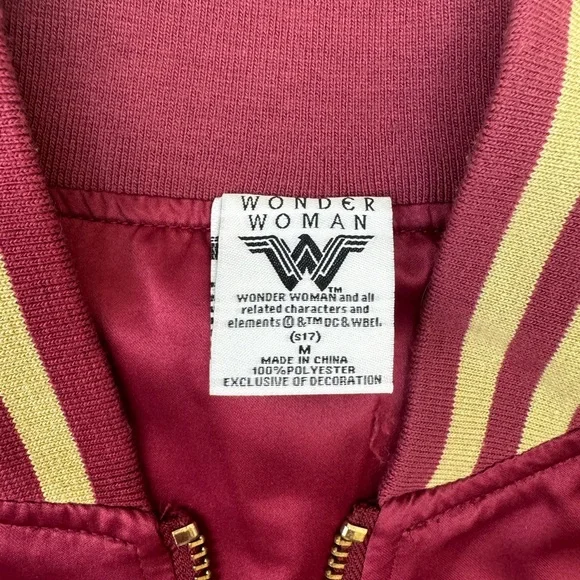 WONDER
WOMAN
TM
WONDER WOMAN and all
related characters and
elements © &™ DC & WBEI.
(s17)
M
MADE IN CHINA
100% POLYESTER
EXCLUSIVE OF DECORATION